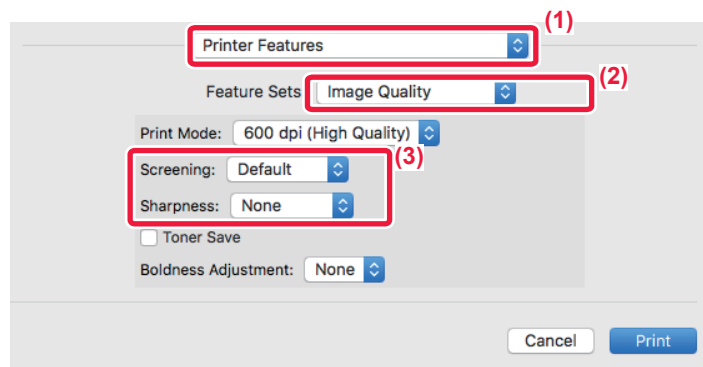 (1)
Printer Features
(2)
Feature Sets Image Quality
Print Mode: 600 dpi (High Quality)
(3)
Screening: Default
Sharpness: None
Toner Save
Boldness Adjustment: None
Cancel Print